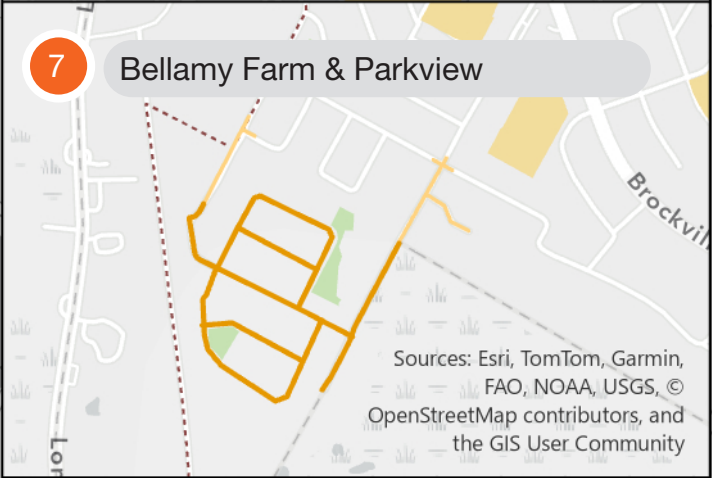 7
Bellamy Farm & Parkview
Brockvil
Sources: Esri, TomTom, Garmin,
FAO, NOAA, USGS, ©
OpenStreetMap contributors, and
the GIS User Community
Lor